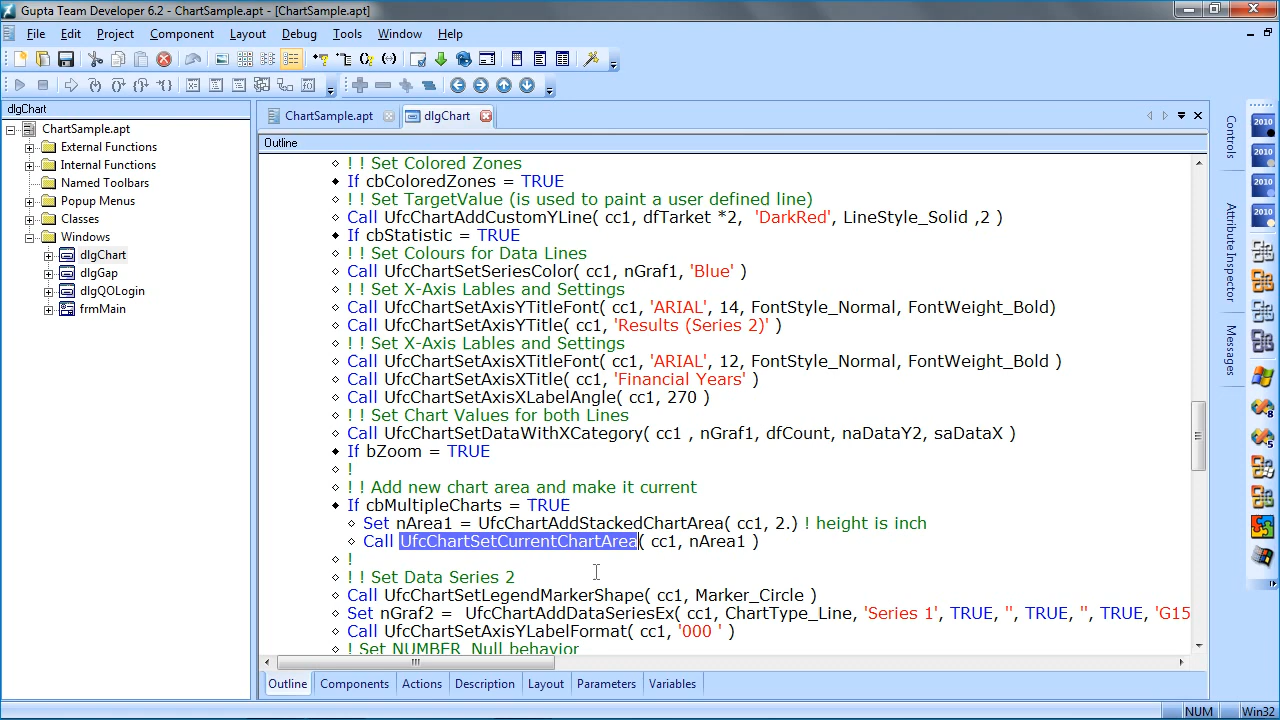 Gupta Team Developer 6.2 - ChartSample.apt - [ChartSample.apt]
File Edit Project Component Layout Debug Tools Window Help
dlgChart
ChartSample.apt
External Functions
Internal Functions
Named Toolbars
Popup Menus
Classes
Windows
dlgChart
dlgGap
dlgQOLogin
frmMain
ChartSample.apt dlgChart
Outline
! ! Set Colored Zones
If cbColoredZones = TRUE
! ! Set TargetValue (is used to paint a user defined line)
Call UfcChartAddCustomYLine( cc1, dfTarket *2,  'DarkRed', LineStyle_Solid ,2 )
If cbStatistic = TRUE
! ! Set Colours for Data Lines
Call UfcChartSetSeriesColor( cc1, nGraf1, 'Blue' )
! ! Set X-Axis Lables and Settings
Call UfcChartSetAxisYTitleFont( cc1, 'ARIAL', 14, FontStyle_Normal, FontWeight_Bold)
Call UfcChartSetAxisYTitle( cc1, 'Results (Series 2)' )
! ! Set X-Axis Lables and Settings
Call UfcChartSetAxisXTitleFont( cc1, 'ARIAL', 12, FontStyle_Normal, FontWeight_Bold )
Call UfcChartSetAxisXTitle( cc1, 'Financial Years' )
Call UfcChartSetAxisXLabelAngle( cc1, 270 )
! ! Set Chart Values for both Lines
Call UfcChartSetDataWithXCategory( cc1 , nGraf1, dfCount, naDataY2, saDataX )
If bZoom = TRUE
!
! ! Add new chart area and make it current
If cbMultipleCharts = TRUE
Set nArea1 = UfcChartAddStackedChartArea( cc1, 2.) ! height is inch
Call UfcChartSetCurrentChartArea( cc1, nArea1 )
!
! ! Set Data Series 2
Call UfcChartSetLegendMarkerShape( cc1, Marker_Circle )
Set nGraf2 =  UfcChartAddDataSeriesEx( cc1, ChartType_Line, 'Series 1', TRUE, '', TRUE, '', TRUE, 'G15
Call UfcChartSetAxisYLabelFormat( cc1, '000 ' )
! Set NUMBER_Null behavior
Outline Components Actions Description Layout Parameters Variables
Controls
Attribute Inspector
Messages
2010
2010
2010
2010
8
5
NUM Win32